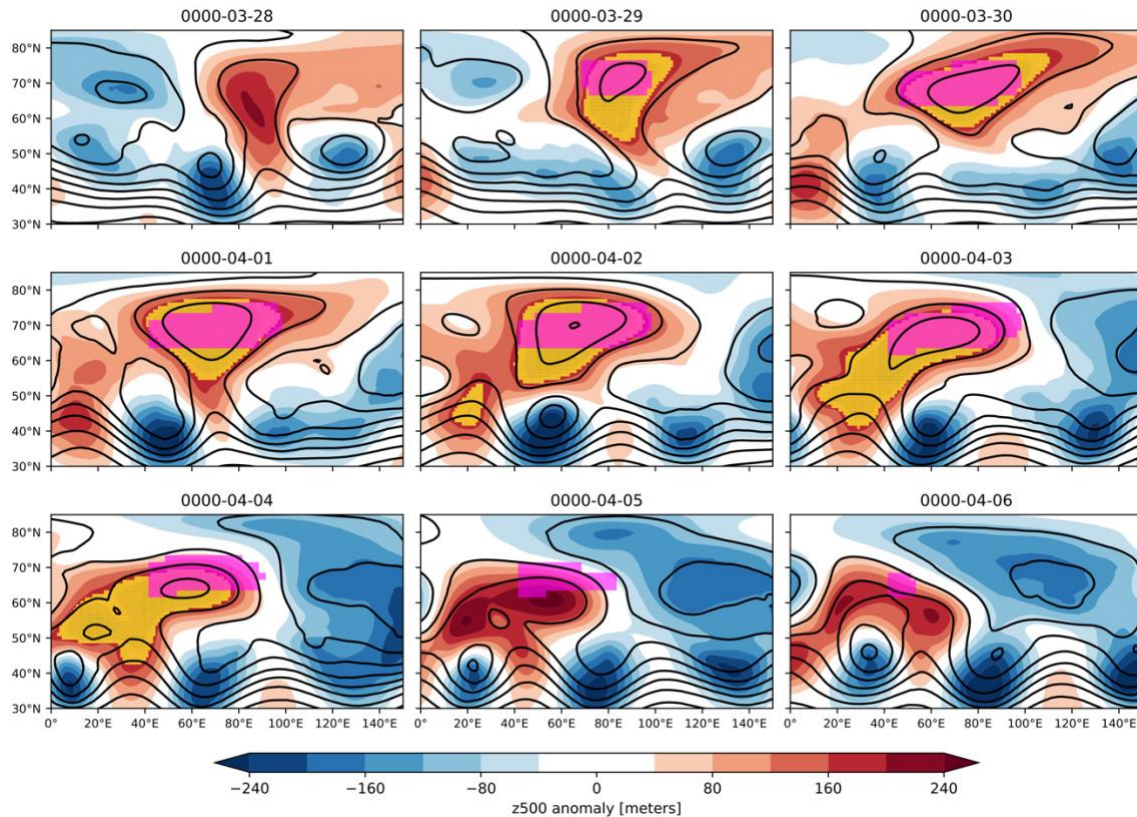 0000-03-28 0000-03-29 0000-03-30
80°N
70°N
60°N
50°N
40°N
30°N
0000-04-01 0000-04-02 0000-04-03
80°N
70°N
60°N
50°N
40°N
30°N
0000-04-04 0000-04-05 0000-04-06
80°N
70°N
60°N
50°N
40°N
30°N
0° 20°E 40°E 60°E 80°E 100°E 120°E 140°E 0° 20°E 40°E 60°E 80°E 100°E 120°E 140°E 0° 20°E 40°E 60°E 80°E 100°E 120°E 140°E
−240 −160 −80 0 80 160 240
z500 anomaly [meters]